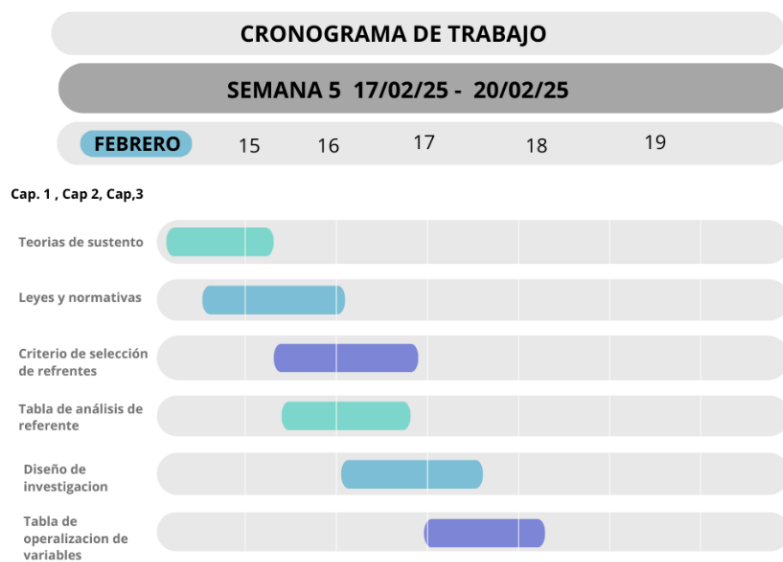 CRONOGRAMA DE TRABAJO
SEMANA 5 17/02/25 - 20/02/25
FEBRERO 15 16 17 18 19
Cap. 1 , Cap 2, Cap,3
Teorias de sustento
Leyes y normativas
Criterio de selección
de refrentes
Tabla de análisis de
referente
Diseño de
investigacion
Tabla de
operalizacion de
variables